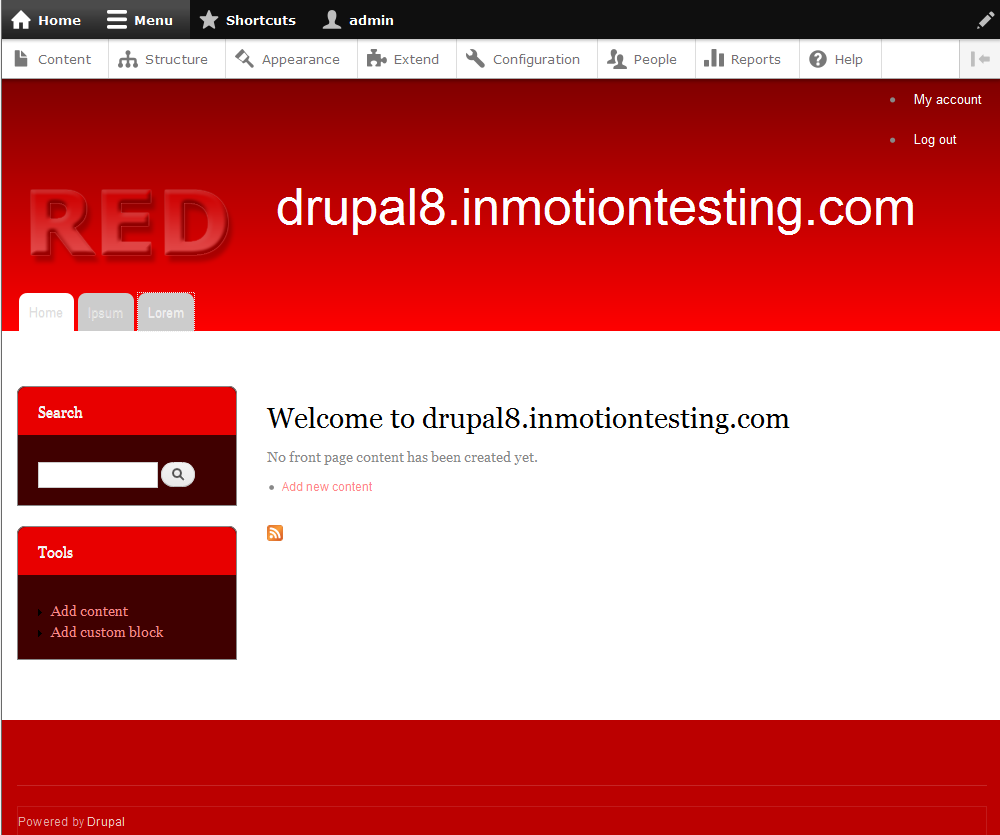 Home Menu Shortcuts admin
Content Structure Appearance Extend Configuration People Reports Help
My account
Log out
RED drupal8.inmotiontesting.com
Home Ipsum Lorem
Search
Welcome to drupal8.inmotiontesting.com
No front page content has been created yet.
Add new content
Tools
Add content
Add custom block
Powered by Drupal